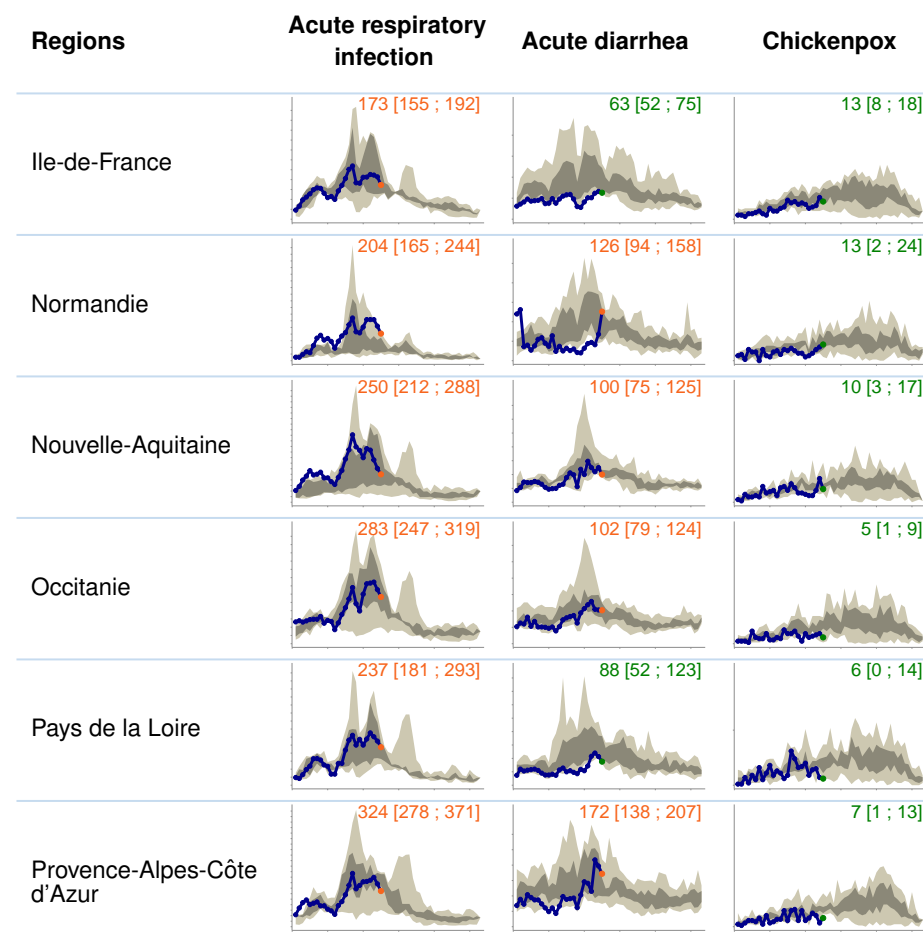 Regions
Acute respiratory
infection
Acute diarrhea
Chickenpox
Ile-de-France
173 [155 ; 192]
63 [52 ; 75]
13 [8 ; 18]
Normandie
204 [165 ; 244]
126 [94 ; 158]
13 [2 ; 24]
Nouvelle-Aquitaine
250 [212 ; 288]
100 [75 ; 125]
10 [3 ; 17]
Occitanie
283 [247 ; 319]
102 [79 ; 124]
5 [1 ; 9]
Pays de la Loire
237 [181 ; 293]
88 [52 ; 123]
6 [0 ; 14]
Provence-Alpes-Côte
d'Azur
324 [278 ; 371]
172 [138 ; 207]
7 [1 ; 13]